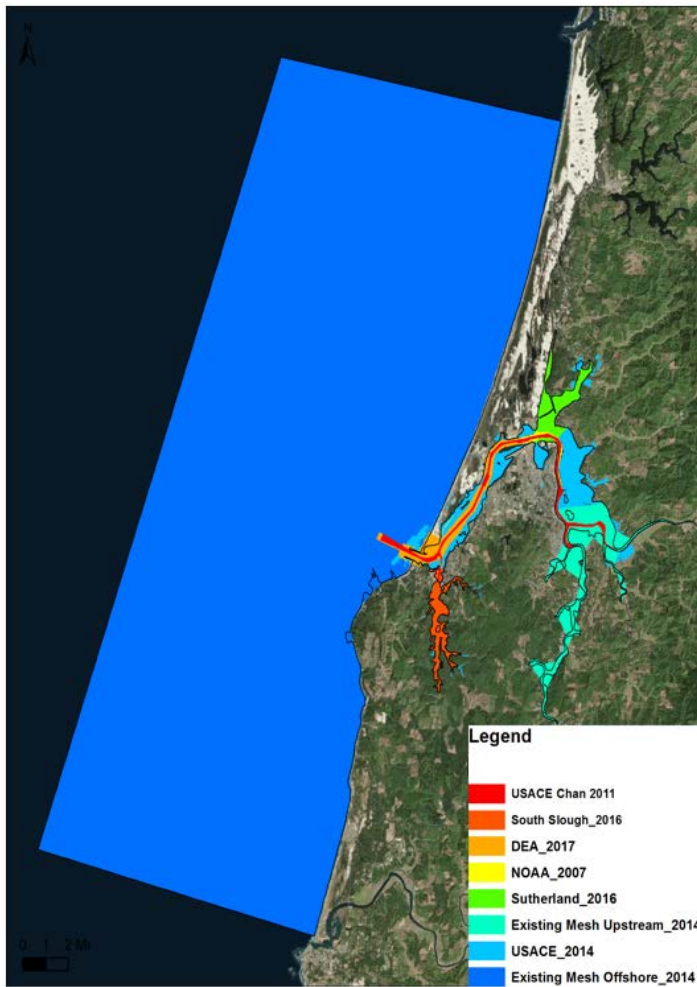 N
Legend
USACE Chan 2011
South Slough_2016
DEA_2017
NOAA_2007
Sutherland_2016
Existing Mesh Upstream_2014
USACE_2014
Existing Mesh Offshore_2014
0 1 2 Mi